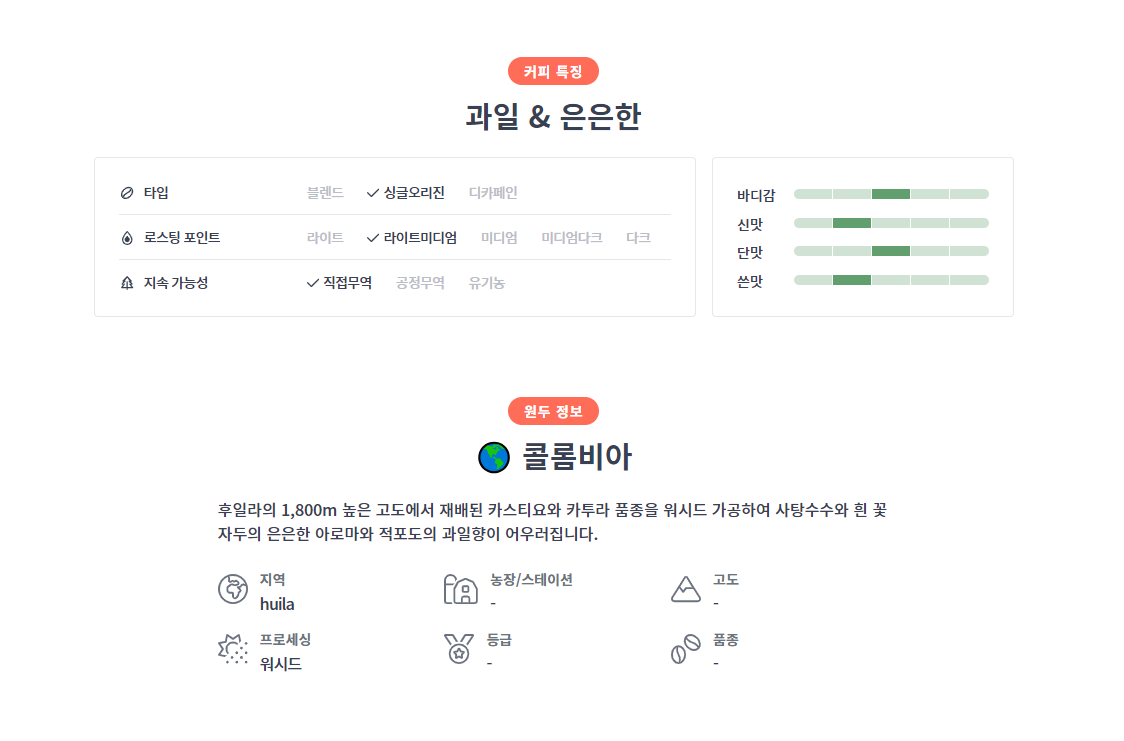 커피 특징
과일 & 은은한
타입 블렌드 싱글오리진 디카페인
로스팅 포인트 라이트 라이트미디엄 미디엄 미디엄다크 다크
지속 가능성 직접무역 공정무역 유기농
바디감
신맛
단맛
쓴맛
원두 정보
콜롬비아
후일라의 1,800m 높은 고도에서 재배된 카스티요와 카투라 품종을 워시드 가공하여 사탕수수와 흰 꽃
자두의 은은한 아로마와 적포도의 과일향이 어우러집니다.
지역 농장/스테이션 고도
huila - -
프로세싱 등급 품종
워시드 - -